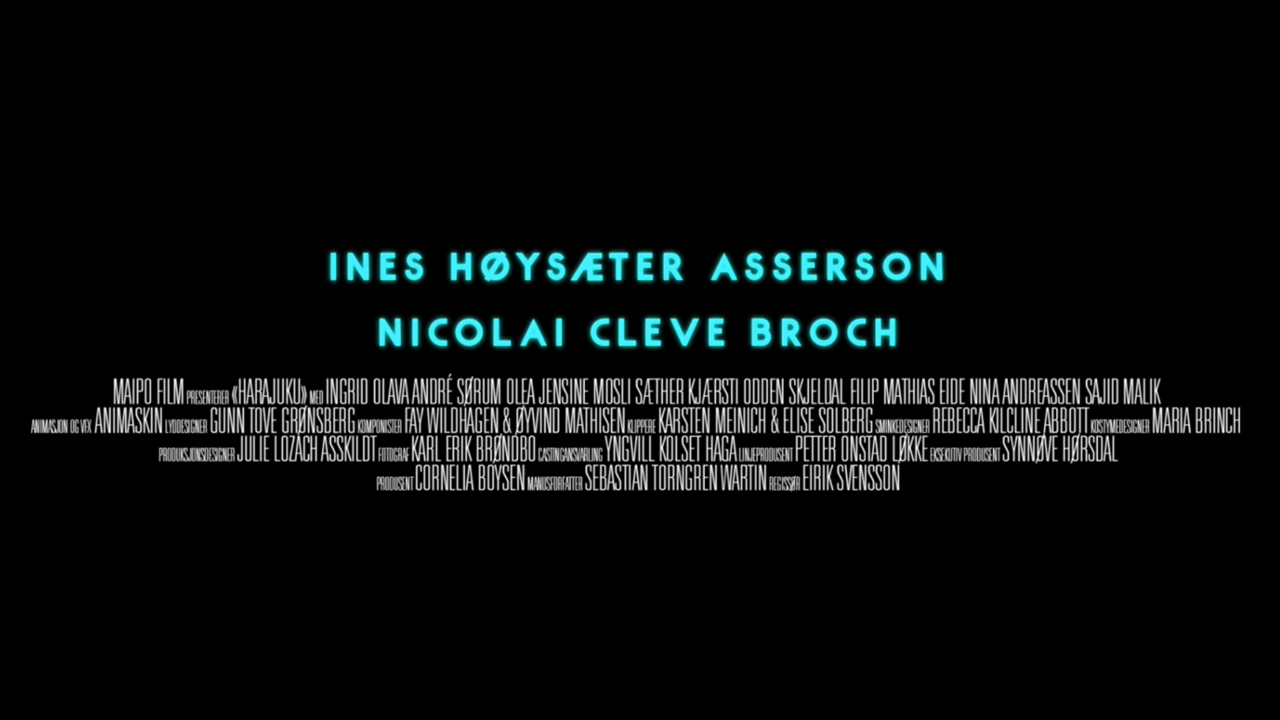 INES HØYSÆTER ASSERSON
NICOLAI CLEVE BROCH
MAIPO FILM PRESENTERER «HARAJUKU» MED INGRID OLAVA ANDRÉ SØRUM OLEA JENSINE MOSLI SÆTHER KJÆRSTI ODDEN SKJELDAL FILIP MATHIAS EIDE NINA ANDREASSEN SAJID MALIK
ANIMASJON OG VFX ANIMASKIN LYDDESIGNER GUNN TOVE GRØNSBERG KOMPONISTER FAY WILDHAGEN & ØYVIND MATHISEN KLIPPERE KARSTEN MEINICH & ELISE SOLBERG SMINKEDESIGNER REBECCA KILCLINE ABBOTT KOSTYMEDESIGNER MARIA BRINCH
PRODUKSJONSDESIGNER JULIE LOZACH ASSKILDT FOTOGRAF KARL ERIK BRØNDBO CASTINGANSVARLING YNGVILL KOLSET HAGA LINJEPRODUSENT PETTER ONSTAD LØKKE EKSEKUTIV PRODUSENT SYNNØVE HØRSDAL
PRODUSENT CORNELIA BOYSEN MANUSFORFATTER SEBASTIAN TORNGREN WARTIN REGISSØR EIRIK SVENSSON